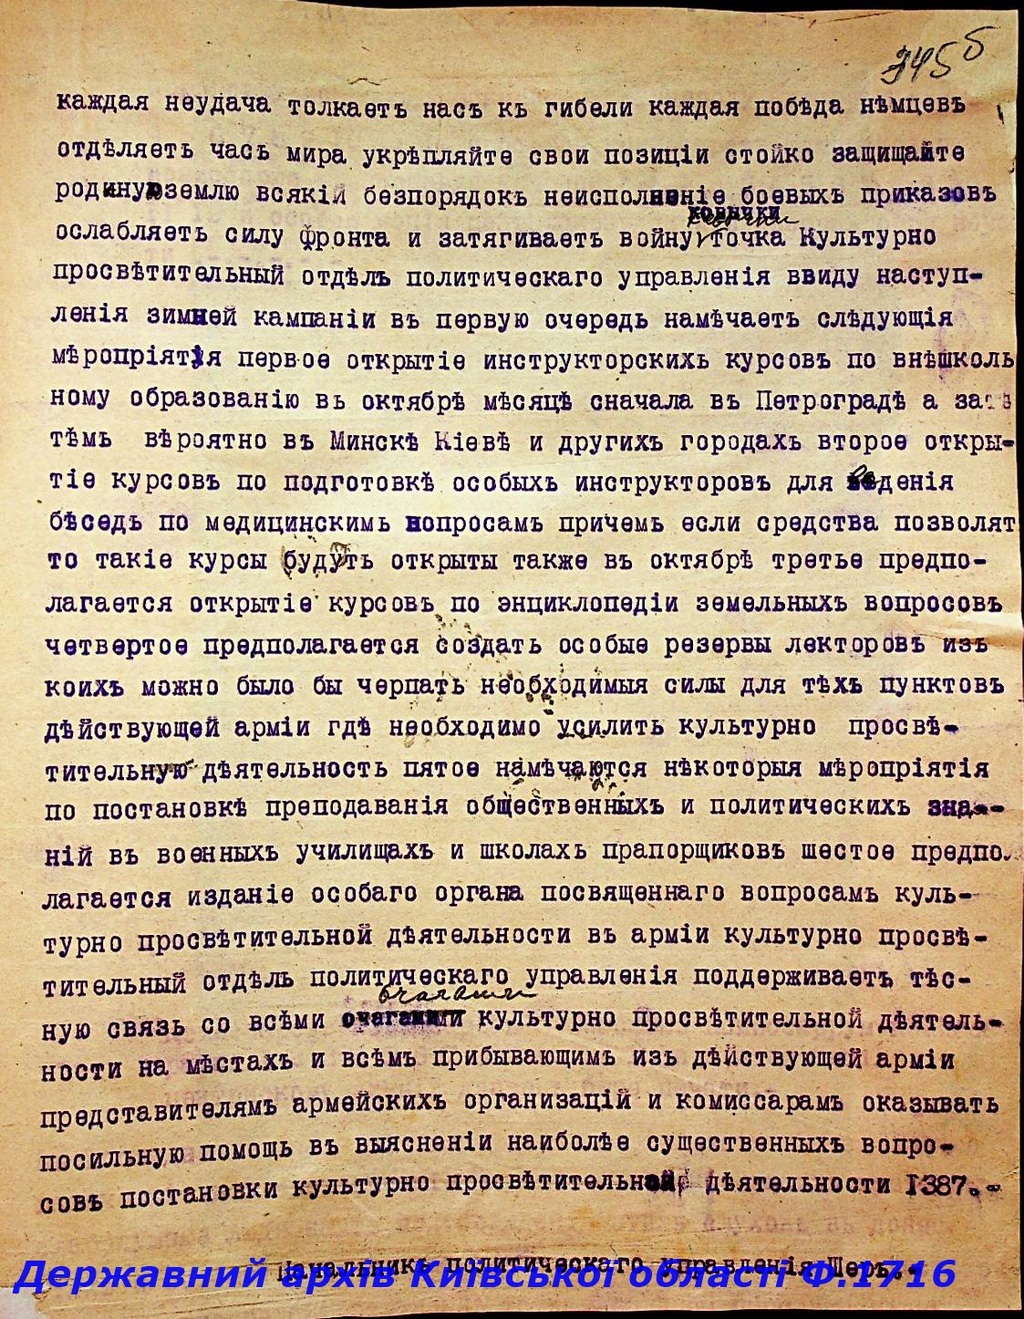 745 б
каждая неудача толкаетъ насъ къ гибели каждая побѣда нѣмцевъ
отдѣляетъ часъ мира укрѣпляйте свои позиціи стойко защищайте
родину землю всякій безпорядокъ неисполненіе боевыхъ приказовъ
ковычки
ослабляетъ силу фронта и затягиваетъ войну точка Культурно
просвѣтительный отдѣлъ политическаго управленія ввиду наступ-
ленія зимней кампаніи въ первую очередь намѣчаетъ слѣдующія
мѣропріятія первое открытіе инструкторскихъ курсовъ по внѣшколь
ному образованію въ октябрѣ мѣсяцѣ сначала въ Петроградѣ а затѣ
тѣмъ вѣроятно въ Минскѣ Кіевѣ и другихъ городахъ второе откры-
тіе курсовъ по подготовкѣ особыхъ инструкторовъ для веденія
бѣседъ по медицинскимъ вопросамъ причемъ если средства позволят
то такіе курсы будутъ открыты также въ октябрѣ третье предпо-
лагается открытіе курсовъ по энциклопедіи земельныхъ вопросовъ
четвертое предполагается создать особые резервы лекторовъ изъ
коихъ можно было бы черпать необходимыя силы для тѣхъ пунктовъ
дѣйствующей арміи гдѣ необходимо усилить культурно просвѣ-
тительную дѣятельность пятое намѣчаются нѣкоторыя мѣропріятія
по постановкѣ преподаванія общественныхъ и политическихъ зна-
ній въ военныхъ училищахъ и школахъ прапорщиковъ шестое предпо
лагается изданіе особаго органа посвященнаго вопросамъ куль-
турно просвѣтительной дѣятельности въ арміи культурно просвѣ-
тительный отдѣлъ политическаго управленія поддерживаетъ тѣс-
очагами
ную связь со всѣми очагами культурно просвѣтительной дѣятель-
ности на мѣстахъ и всѣмъ прибывающимъ изъ дѣйствующей арміи
представителямъ армейскихъ организацій и комиссарамъ оказывать
посильную помощь въ выясненіи наиболѣе существенныхъ вопро-
совъ постановки культурно просвѣтительной дѣятельности I387.-
Начальникъ политическаго управленія Шеръ.-
Державний архів Київської області Ф.1716